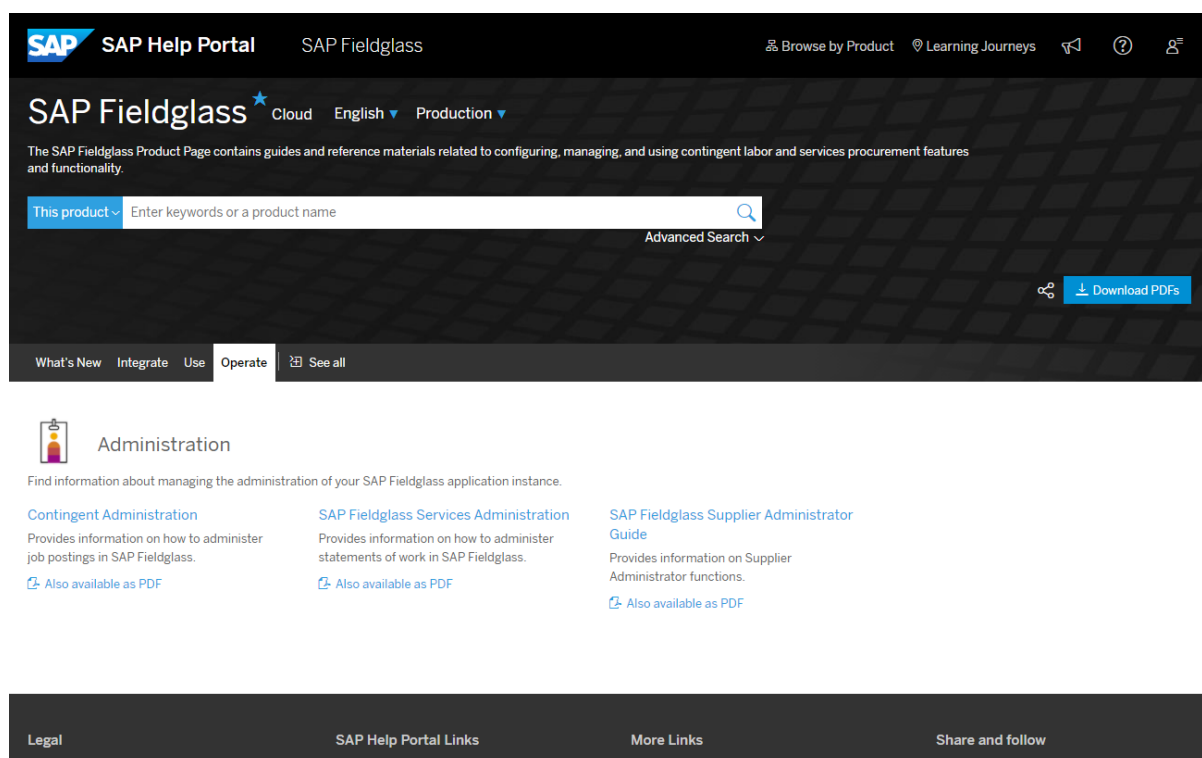 SAP SAP Help Portal SAP Fieldglass
Browse by Product Learning Journeys
SAP Fieldglass Cloud English Production
The SAP Fieldglass Product Page contains guides and reference materials related to configuring, managing, and using contingent labor and services procurement features
and functionality.
This product Enter keywords or a product name
Advanced Search
Download PDFs
What's New Integrate Use Operate See all
Administration
Find information about managing the administration of your SAP Fieldglass application instance.
Contingent Administration
Provides information on how to administer
job postings in SAP Fieldglass.
Also available as PDF
SAP Fieldglass Services Administration
Provides information on how to administer
statements of work in SAP Fieldglass.
Also available as PDF
SAP Fieldglass Supplier Administrator
Guide
Provides information on Supplier
Administrator functions.
Also available as PDF
Legal SAP Help Portal Links More Links Share and follow